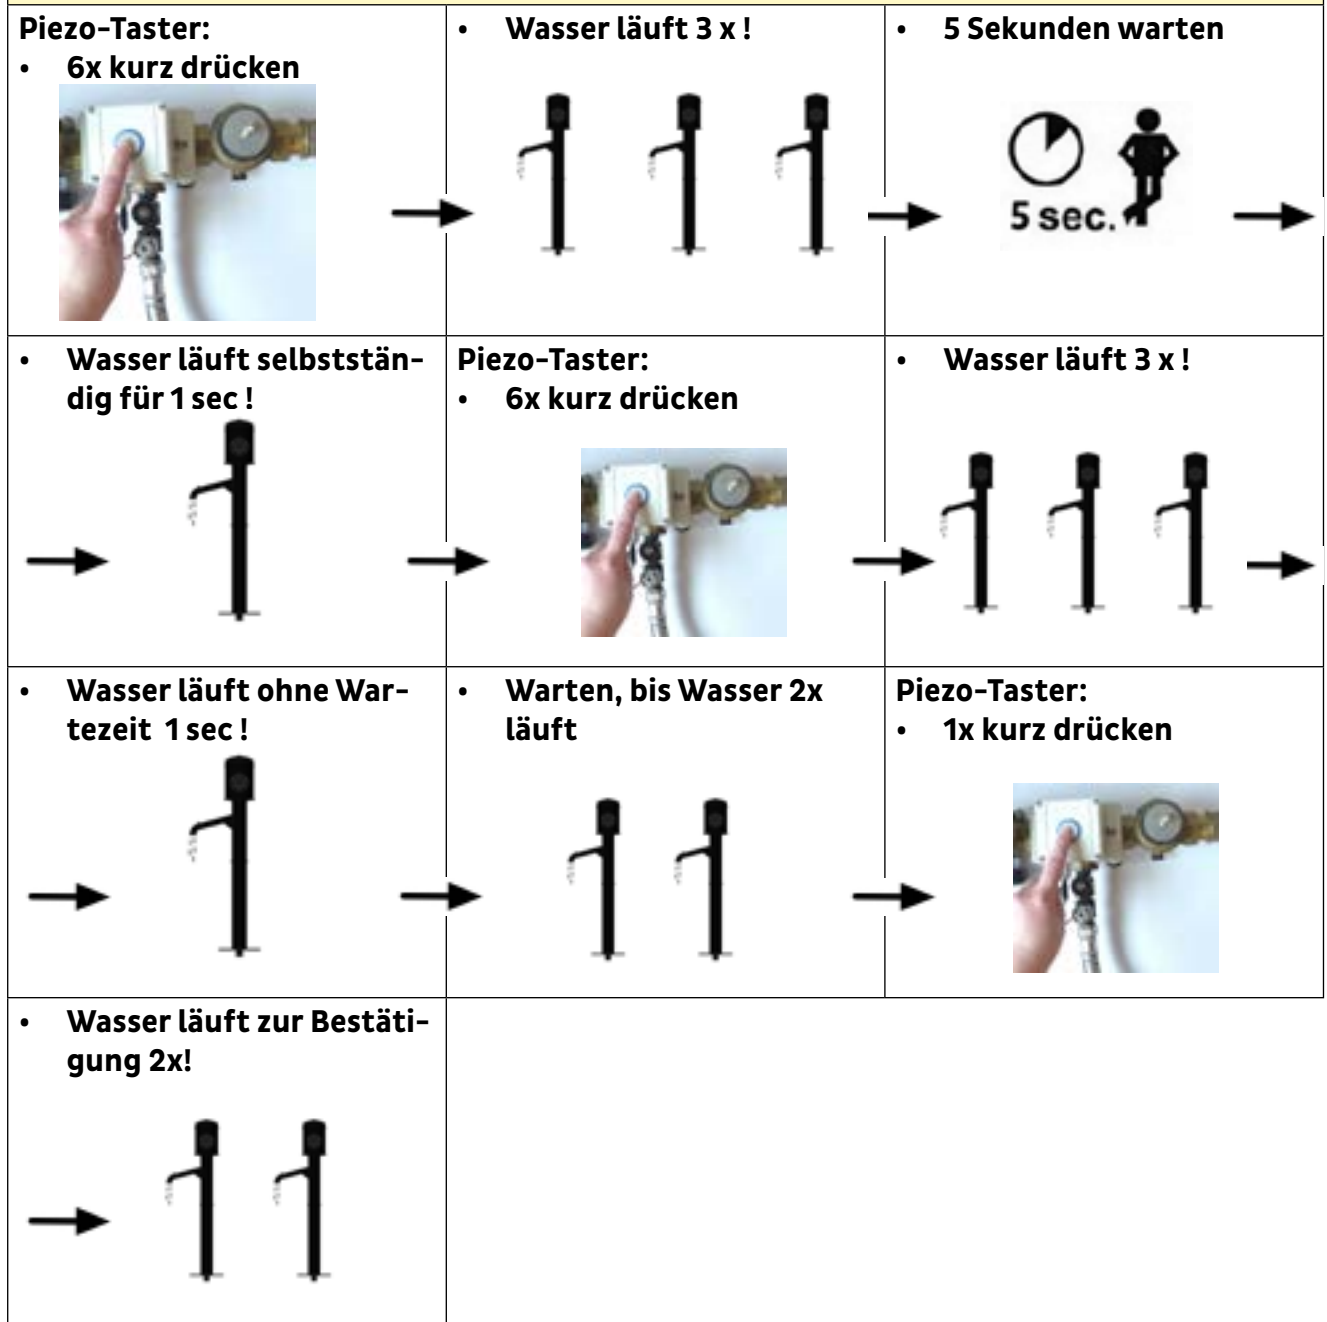 Piezo-Taster:
• 6x kurz drücken
• Wasser läuft 3 x !
• 5 Sekunden warten
5 sec.
• Wasser läuft selbststän-
dig für 1 sec !
Piezo-Taster:
• 6x kurz drücken
• Wasser läuft 3 x !
• Wasser läuft ohne War-
tezeit 1 sec !
• Warten, bis Wasser 2x
läuft
Piezo-Taster:
• 1x kurz drücken
• Wasser läuft zur Bestäti-
gung 2x!